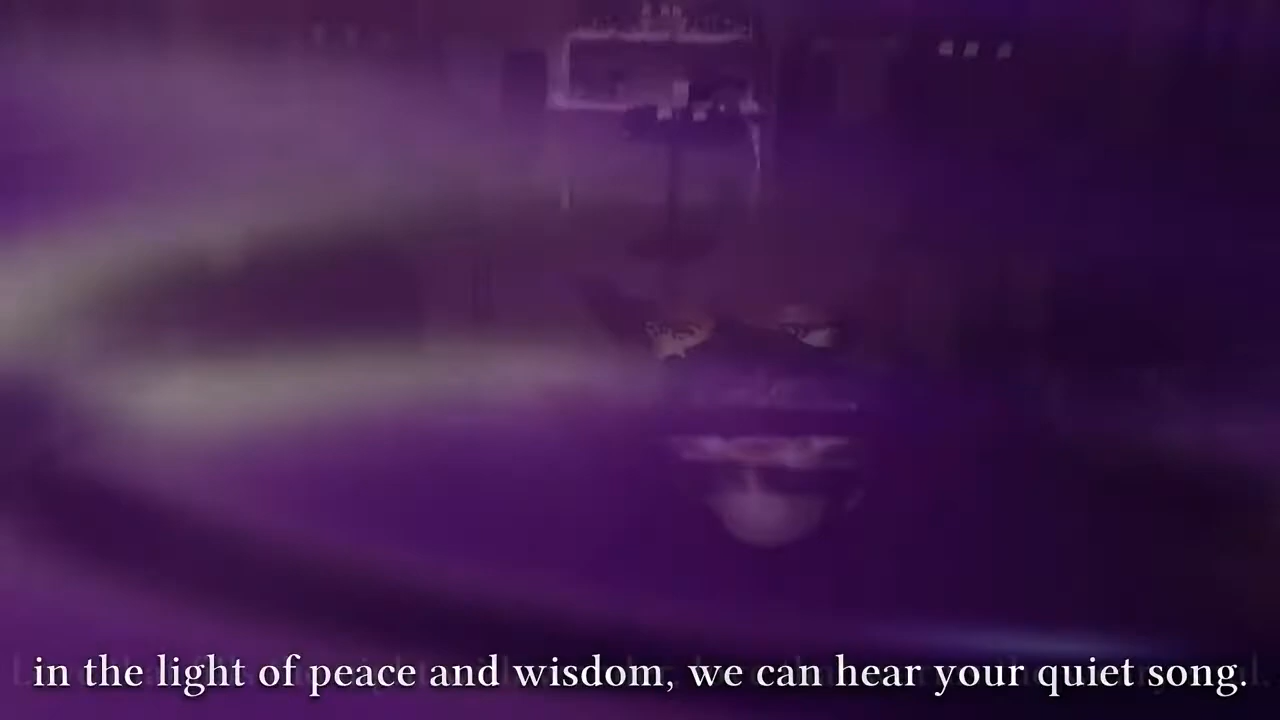 in the light of peace and wisdom, we can hear your quiet song.